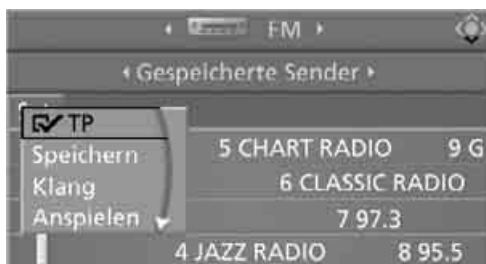 FM
Gespeicherte Sender
TP
Speichern
5 CHART RADIO 9 G
Klang
6 CLASSIC RADIO
Anspielen
7 97.3
4 JAZZ RADIO 8 95.5